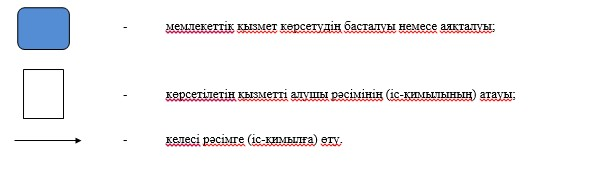 - мемлекеттік қызмет көрсетудің басталуы немесе аяқталуы;
- көрсетілетін қызметті алушы рәсімінің (іс-қимылының) атауы;
- келесі рәсімге (іс-қимылға) өту.